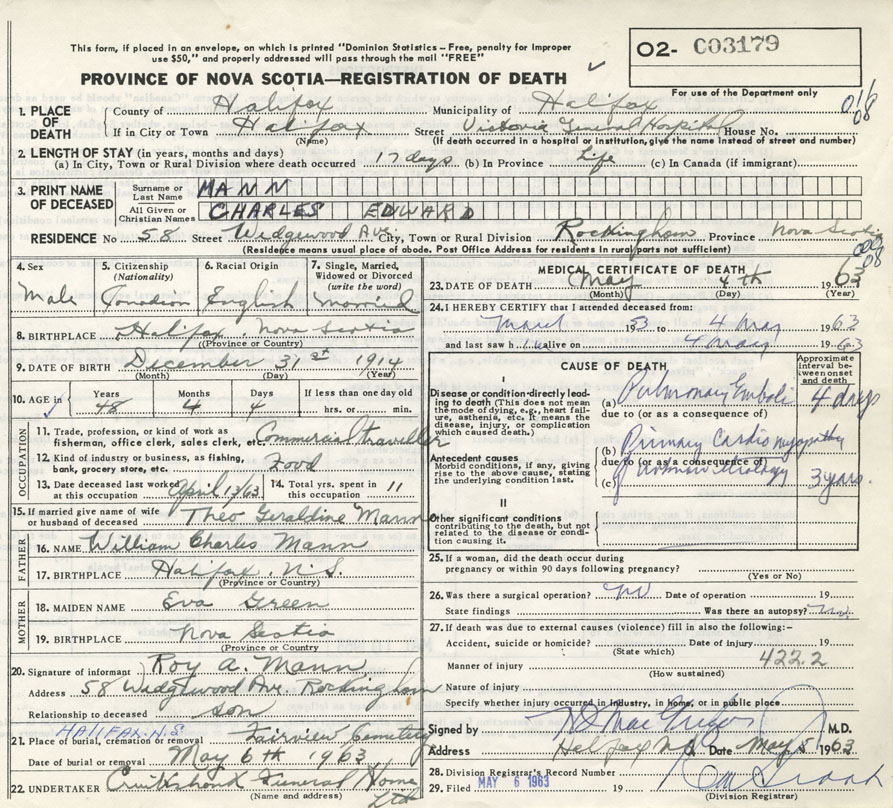 This form, if placed in an envelope, on which is printed "Dominion Statistics - Free, penalty for Improper
use $50," and properly addressed will pass through the mail "FREE"
PROVINCE OF NOVA SCOTIA—REGISTRATION OF DEATH
O2- C03179
For use of the Department only
1. PLACE OF DEATH County of Halifax Municipality of Halifax 016 08
If in City or Town Halifax Street Victoria General Hospital House No.
(Name) (If death occurred in a hospital or institution, give the name instead of street and number)
2. LENGTH OF STAY (in years, months and days)
(a) In City, Town or Rural Division where death occurred 17 days (b) In Province Life (c) In Canada (if immigrant)
3. PRINT NAME OF DECEASED Surname or Last Name MANN
All Given or Christian Names CHARLES EDWARD
RESIDENCE No. 58 Street Wedgewood Ave. City, Town or Rural Division Rockingham Province Nova Scotia
(Residence means usual place of abode. Post Office Address for residents in rural parts not sufficient) 08
4. Sex Male
5. Citizenship (Nationality) Canadian
6. Racial Origin English
7. Single, Married, Widowed or Divorced (write the word) married
8. BIRTHPLACE Halifax, Nova Scotia
(Province or Country)
9. DATE OF BIRTH December 31st 1914
(Month) (Day) (Year)
10. AGE in Years 48 Months 4 Days 4 If less than one day old hrs. or min.
OCCUPATION
11. Trade, profession, or kind of work as fisherman, office clerk, sales clerk, etc. Commercial traveller
12. Kind of industry or business, as fishing, bank, grocery store, etc. Food
13. Date deceased last worked at this occupation April 17/63 14. Total yrs. spent in this occupation 11
15. If married give name of wife or husband of deceased Theo Geraldine Mann
FATHER
16. NAME William Charles Mann
17. BIRTHPLACE Halifax, N.S.
(Province or Country)
MOTHER
18. MAIDEN NAME Eva Green
19. BIRTHPLACE Nova Scotia
(Province or Country)
20. Signature of informant Roy A. Mann
Address 58 Wedgewood Ave. Rockingham
Relationship to deceased son
HALIFAX N.S.
21. Place of burial, cremation or removal Fairview Cemetery
Date of burial or removal May 6th 1963
22. UNDERTAKER Cruikshank Funeral Home Ltd
(Name and address)
MEDICAL CERTIFICATE OF DEATH
23. DATE OF DEATH May 4th 1963
(Month) (Day) (Year)
24. I HEREBY CERTIFY that I attended deceased from:
March 1953 to 4 May 1963
and last saw him alive on 4 May 1963
CAUSE OF DEATH
Approximate interval between onset and death
I
Disease or condition directly leading to death (This does not mean the mode of dying, e.g., heart failure, asthenia, etc. It means the disease, injury, or complication which caused death.)
(a) Pulmonary Emboli 4 days
due to (or as a consequence of)
Antecedent causes
Morbid conditions, if any, giving rise to the above cause, stating the underlying condition last.
(b) Primary Cardiomyopathy
due to (or as a consequence of)
(c) of unknown etiology 3 years.
II
Other significant conditions contributing to the death, but not related to the disease or condition causing it.
25. If a woman, did the death occur during pregnancy or within 90 days following pregnancy?
(Yes or No)
26. Was there a surgical operation? no Date of operation 19
State findings Was there an autopsy?
27. If death was due to external causes (violence) fill in also the following:-
Accident, suicide or homicide? Date of injury 19
(State which)
Manner of injury 422.2
(How sustained)
Nature of injury
Specify whether injury occurred in industry, in home, or in public place
Signed by M.D.
Address Halifax N.S. Date May 5 1963
28. Division Registrar's Record Number
29. Filed MAY 6 1963 19
(Division Registrar)